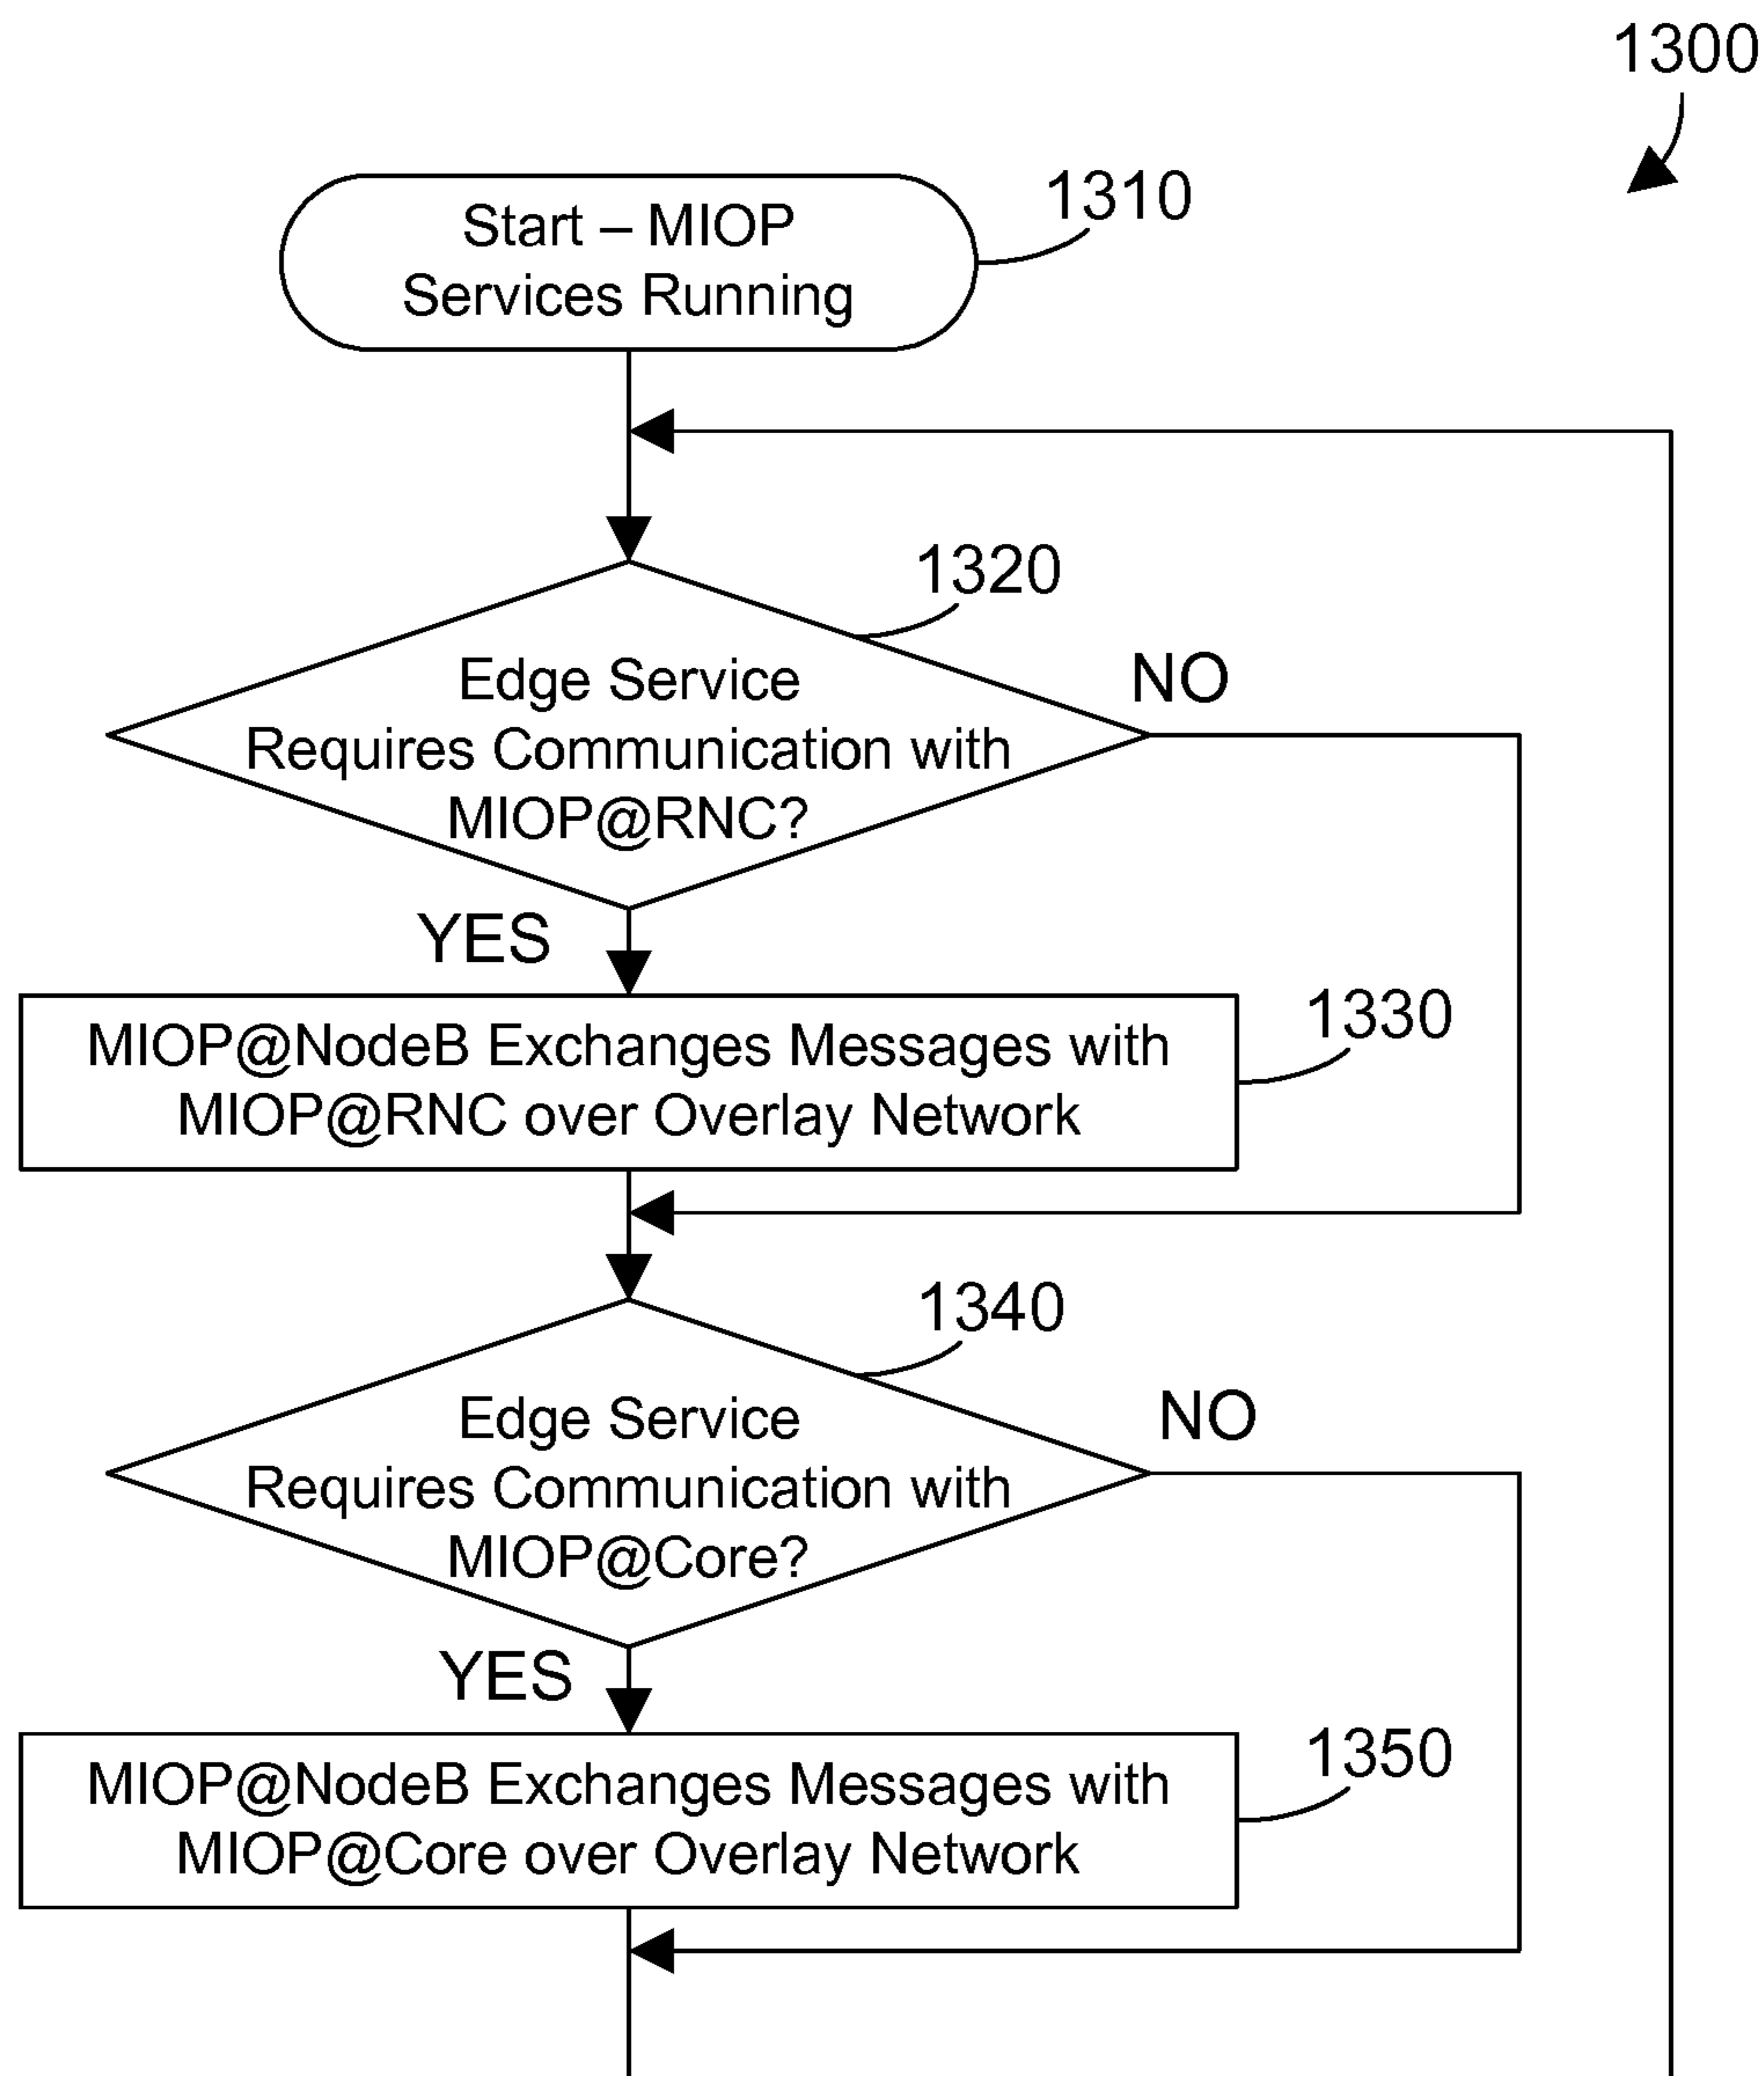 1300
Start – MIOP
Services Running
1310
1320
Edge Service
Requires Communication with
MIOP@RNC?
NO
YES
MIOP@NodeB Exchanges Messages with
MIOP@RNC over Overlay Network
1330
1340
Edge Service
Requires Communication with
MIOP@Core?
NO
YES
MIOP@NodeB Exchanges Messages with
MIOP@Core over Overlay Network
1350